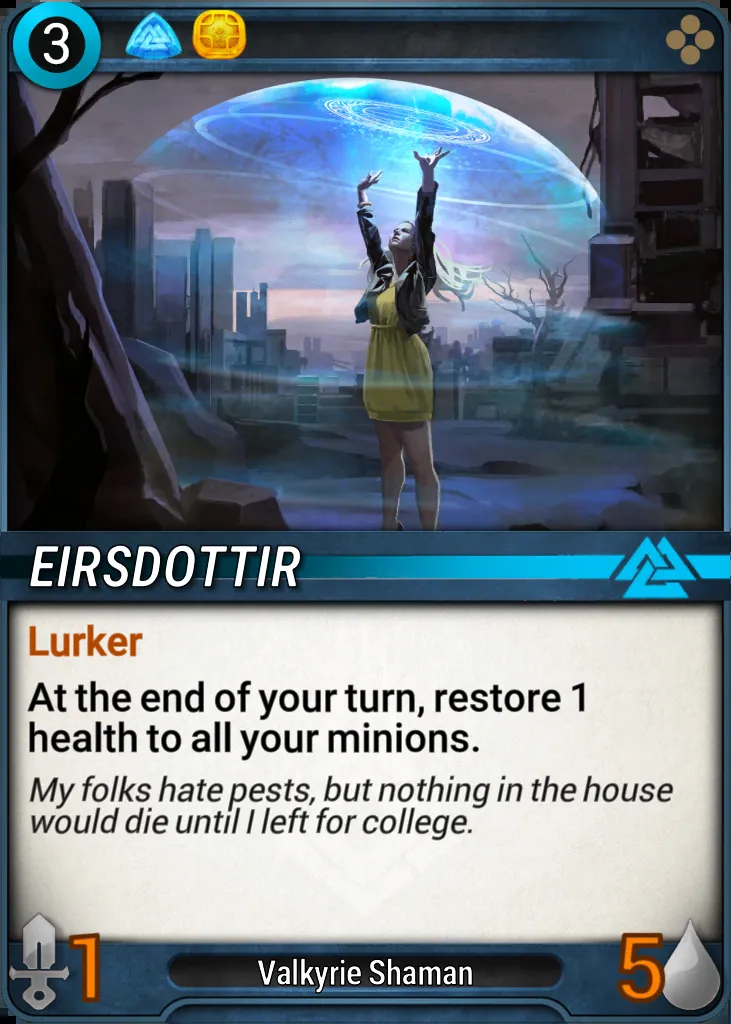 3
EIRSDOTTIR
Lurker
At the end of your turn, restore 1
health to all your minions.
My folks hate pests, but nothing in the house
would die until I left for college.
1
Valkyrie Shaman
5